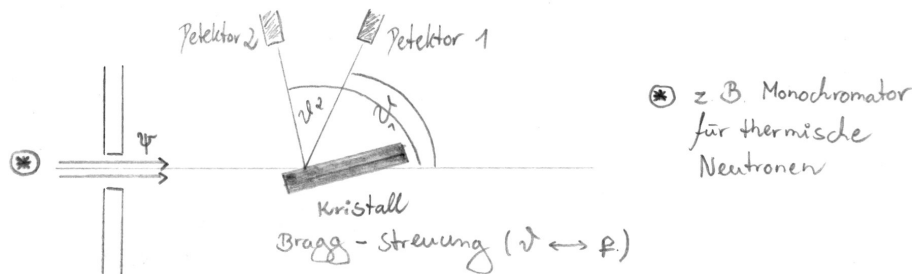 Detektor 2
Detektor 1
ϑ2
ϑ1
ψ
* z B. Monochromator
für thermische
Neutronen
*
Kristall
Bragg - Streuung (ϑ ⟷ p)